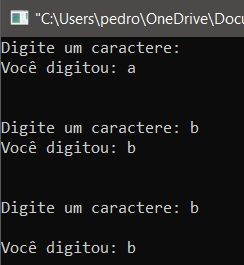 "C:\Users\pedro\OneDrive\Docu
Digite um caractere:
Você digitou: a
Digite um caractere: b
Você digitou: b
Digite um caractere: b
Você digitou: b